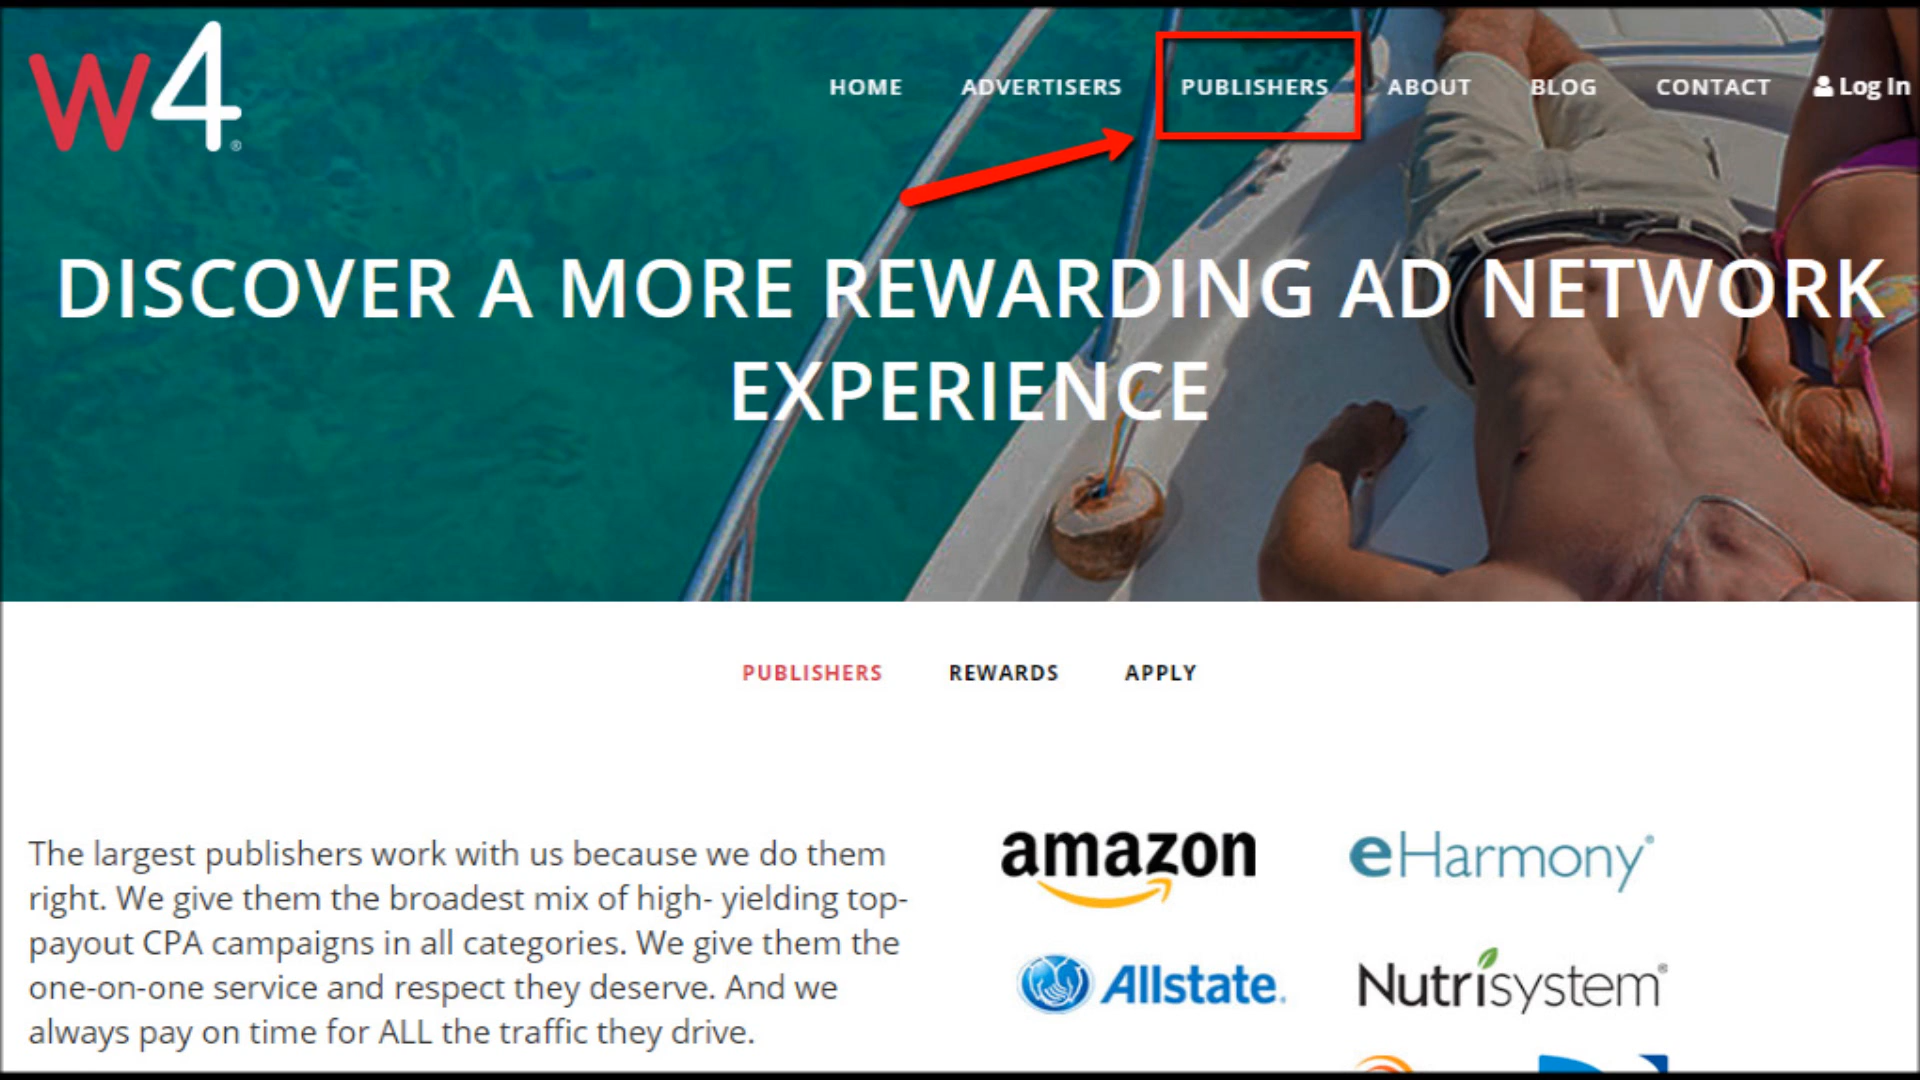 W4®
HOME ADVERTISERS PUBLISHERS ABOUT BLOG CONTACT Log In
DISCOVER A MORE REWARDING AD NETWORK
EXPERIENCE
PUBLISHERS REWARDS APPLY
The largest publishers work with us because we do them
right. We give them the broadest mix of high- yielding top-
payout CPA campaigns in all categories. We give them the
one-on-one service and respect they deserve. And we
always pay on time for ALL the traffic they drive.
amazon eHarmony®
Allstate. Nutrisystem®